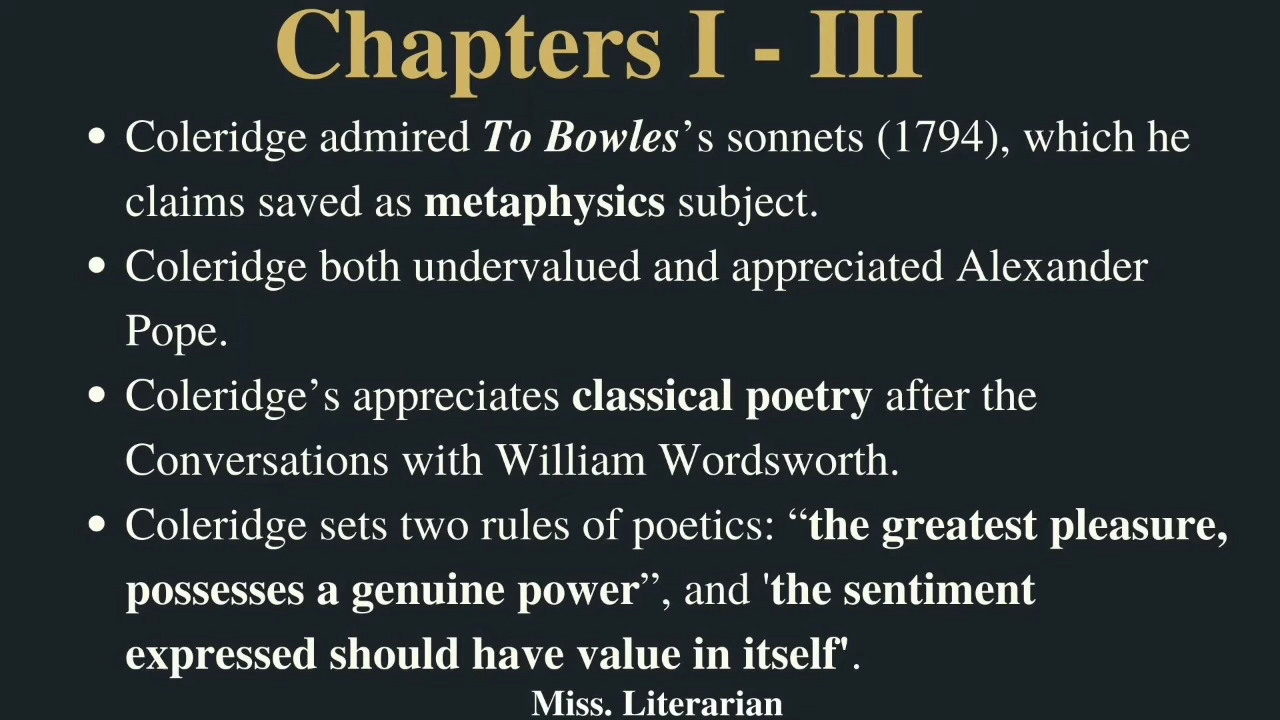 Chapters I - III
• Coleridge admired To Bowles’s sonnets (1794), which he
claims saved as metaphysics subject.
• Coleridge both undervalued and appreciated Alexander
Pope.
• Coleridge’s appreciates classical poetry after the
Conversations with William Wordsworth.
• Coleridge sets two rules of poetics: “the greatest pleasure,
possesses a genuine power”, and 'the sentiment
expressed should have value in itself'.
Miss. Literarian